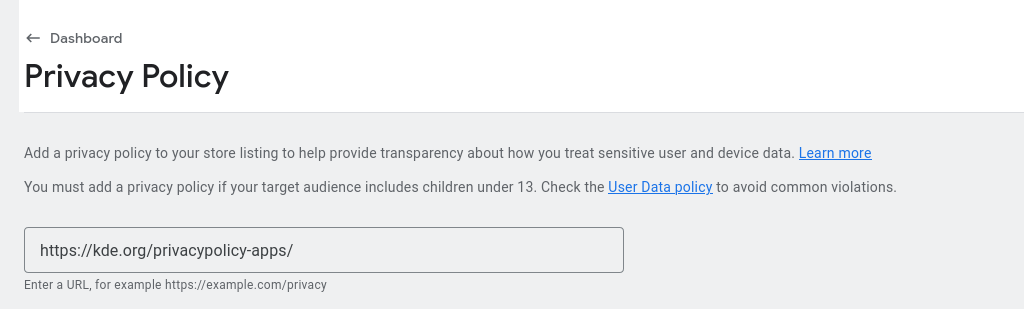 ← Dashboard
Privacy Policy
Add a privacy policy to your store listing to help provide transparency about how you treat sensitive user and device data. Learn more
You must add a privacy policy if your target audience includes children under 13. Check the User Data policy to avoid common violations.
https://kde.org/privacypolicy-apps/
Enter a URL, for example https://example.com/privacy